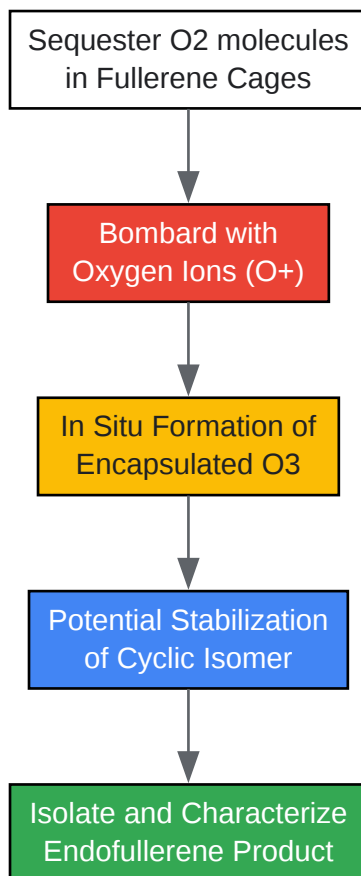 Sequester O2 molecules
in Fullerene Cages
Bombard with
Oxygen Ions (O+)
In Situ Formation of
Encapsulated O3
Potential Stabilization
of Cyclic Isomer
Isolate and Characterize
Endofullerene Product